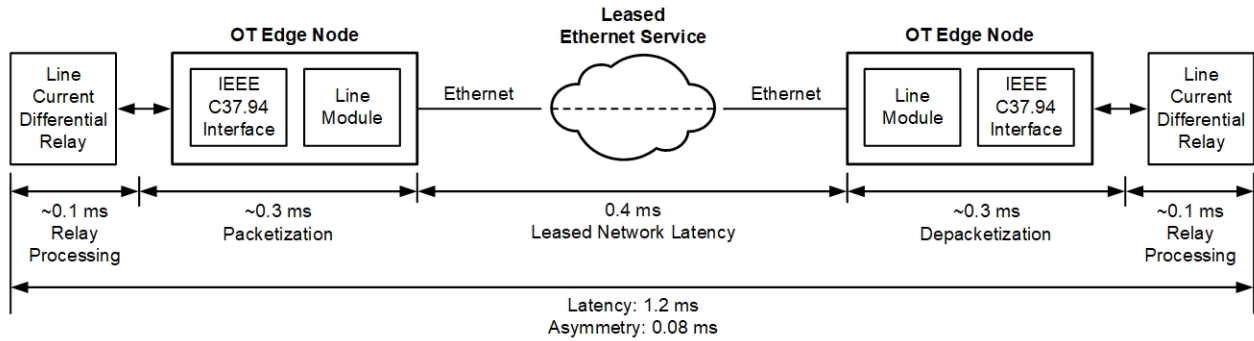 Leased
Ethernet Service
OT Edge Node
OT Edge Node
Line
Current
Differential
Relay
IEEE
C37.94
Interface
Line
Module
Ethernet
Ethernet
Line
Module
IEEE
C37.94
Interface
Line
Current
Differential
Relay
~0.1 ms
Relay
Processing
~0.3 ms
Packetization
0.4 ms
Leased Network Latency
~0.3 ms
Depacketization
~0.1 ms
Relay
Processing
Latency: 1.2 ms
Asymmetry: 0.08 ms